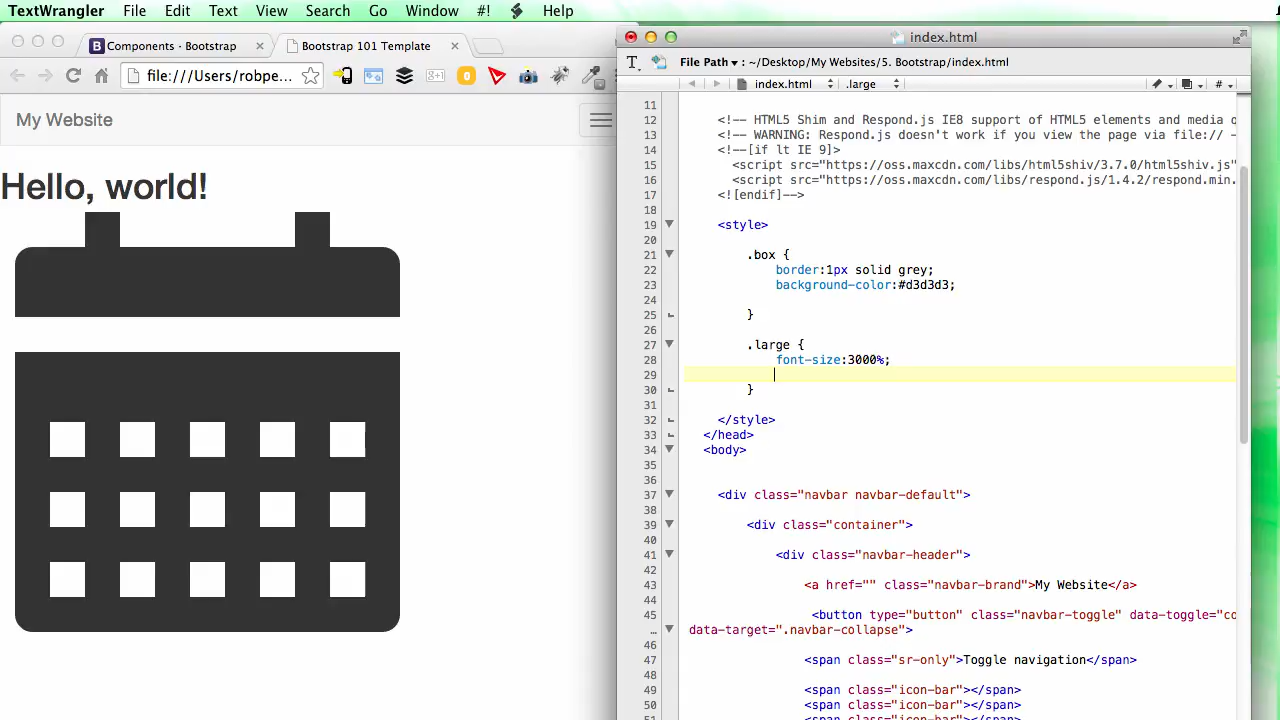 TextWrangler File Edit Text View Search Go Window #! Help
Components · Bootstrap
Bootstrap 101 Template
file:///Users/robpe...
My Website
Hello, world!
index.html
File Path ▾ : ~/Desktop/My Websites/5. Bootstrap/index.html
index.html .large
11
12 <!-- HTML5 Shim and Respond.js IE8 support of HTML5 elements and media q
13 <!-- WARNING: Respond.js doesn't work if you view the page via file:// -
14 <!--[if lt IE 9]>
15 <script src="https://oss.maxcdn.com/libs/html5shiv/3.7.0/html5shiv.js"
16 <script src="https://oss.maxcdn.com/libs/respond.js/1.4.2/respond.min.
17 <![endif]-->
18
19 <style>
20
21 .box {
22 border:1px solid grey;
23 background-color:#d3d3d3;
24
25 }
26
27 .large {
28 font-size:3000%;
29
30 }
31
32 </style>
33 </head>
34 <body>
35
36
37 <div class="navbar navbar-default">
38
39 <div class="container">
40
41 <div class="navbar-header">
42
43 <a href="" class="navbar-brand">My Website</a>
44
45 <button type="button" class="navbar-toggle" data-toggle="co
… data-target=".navbar-collapse">
46
47 <span class="sr-only">Toggle navigation</span>
48
49 <span class="icon-bar"></span>
50 <span class="icon-bar"></span>
51 <span class="icon-bar"></span>